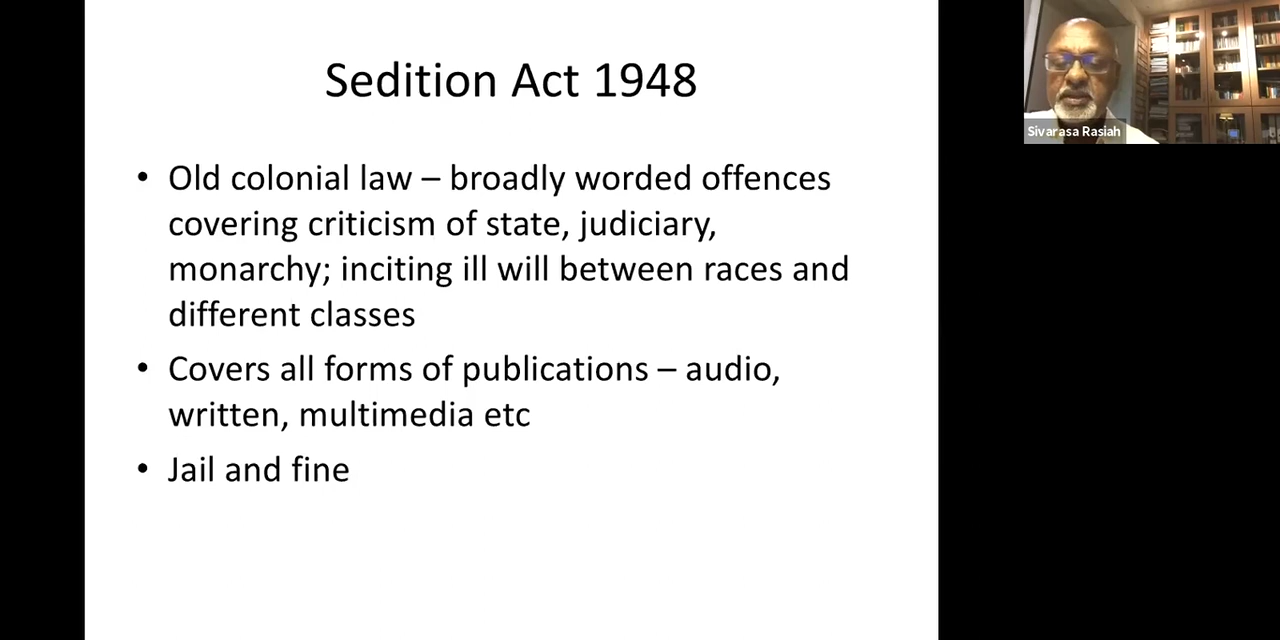 Sedition Act 1948
• Old colonial law – broadly worded offences
covering criticism of state, judiciary,
monarchy; inciting ill will between races and
different classes
• Covers all forms of publications – audio,
written, multimedia etc
• Jail and fine
Sivarasa Rasiah